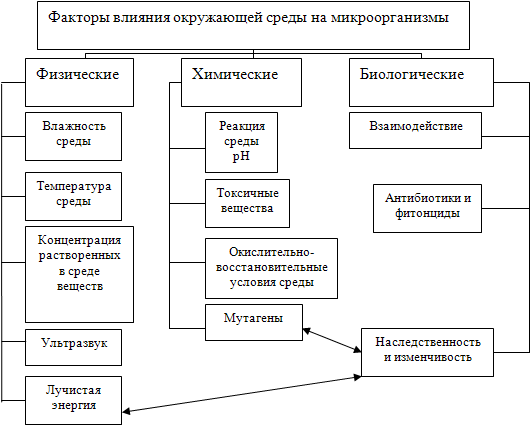 Факторы влияния окружающей среды на микроорганизмы
Физические
Химические
Биологические
Влажность
среды
Температура
среды
Концентрация
растворенных
в среде
веществ
Ультразвук
Лучистая
энергия
Реакция
среды
pH
Токсичные
вещества
Окислительно-
восстановительные
условия среды
Мутагены
Взаимодействие
Антибиотики и
фитонциды
Наследственность
и изменчивость